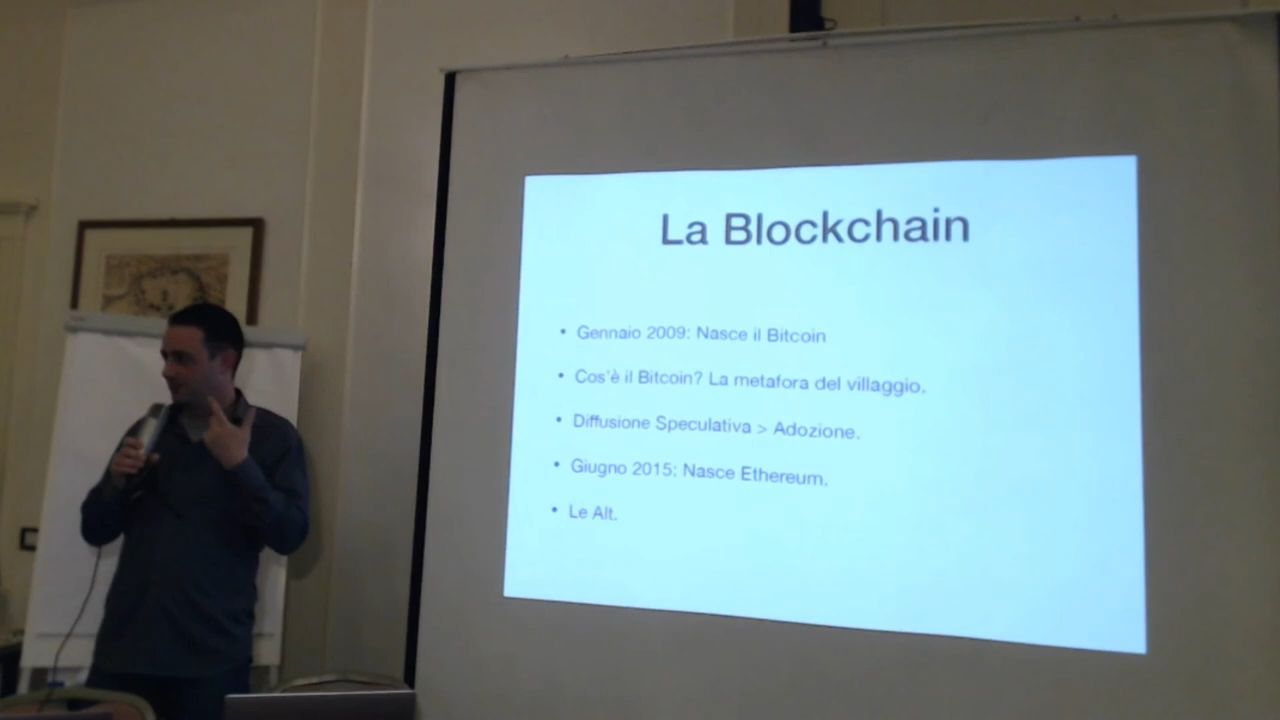 La Blockchain
• Gennaio 2009: Nasce il Bitcoin
• Cos'è il Bitcoin? La metafora del villaggio.
• Diffusione Speculativa > Adozione.
• Giugno 2015: Nasce Ethereum.
• Le Alt.